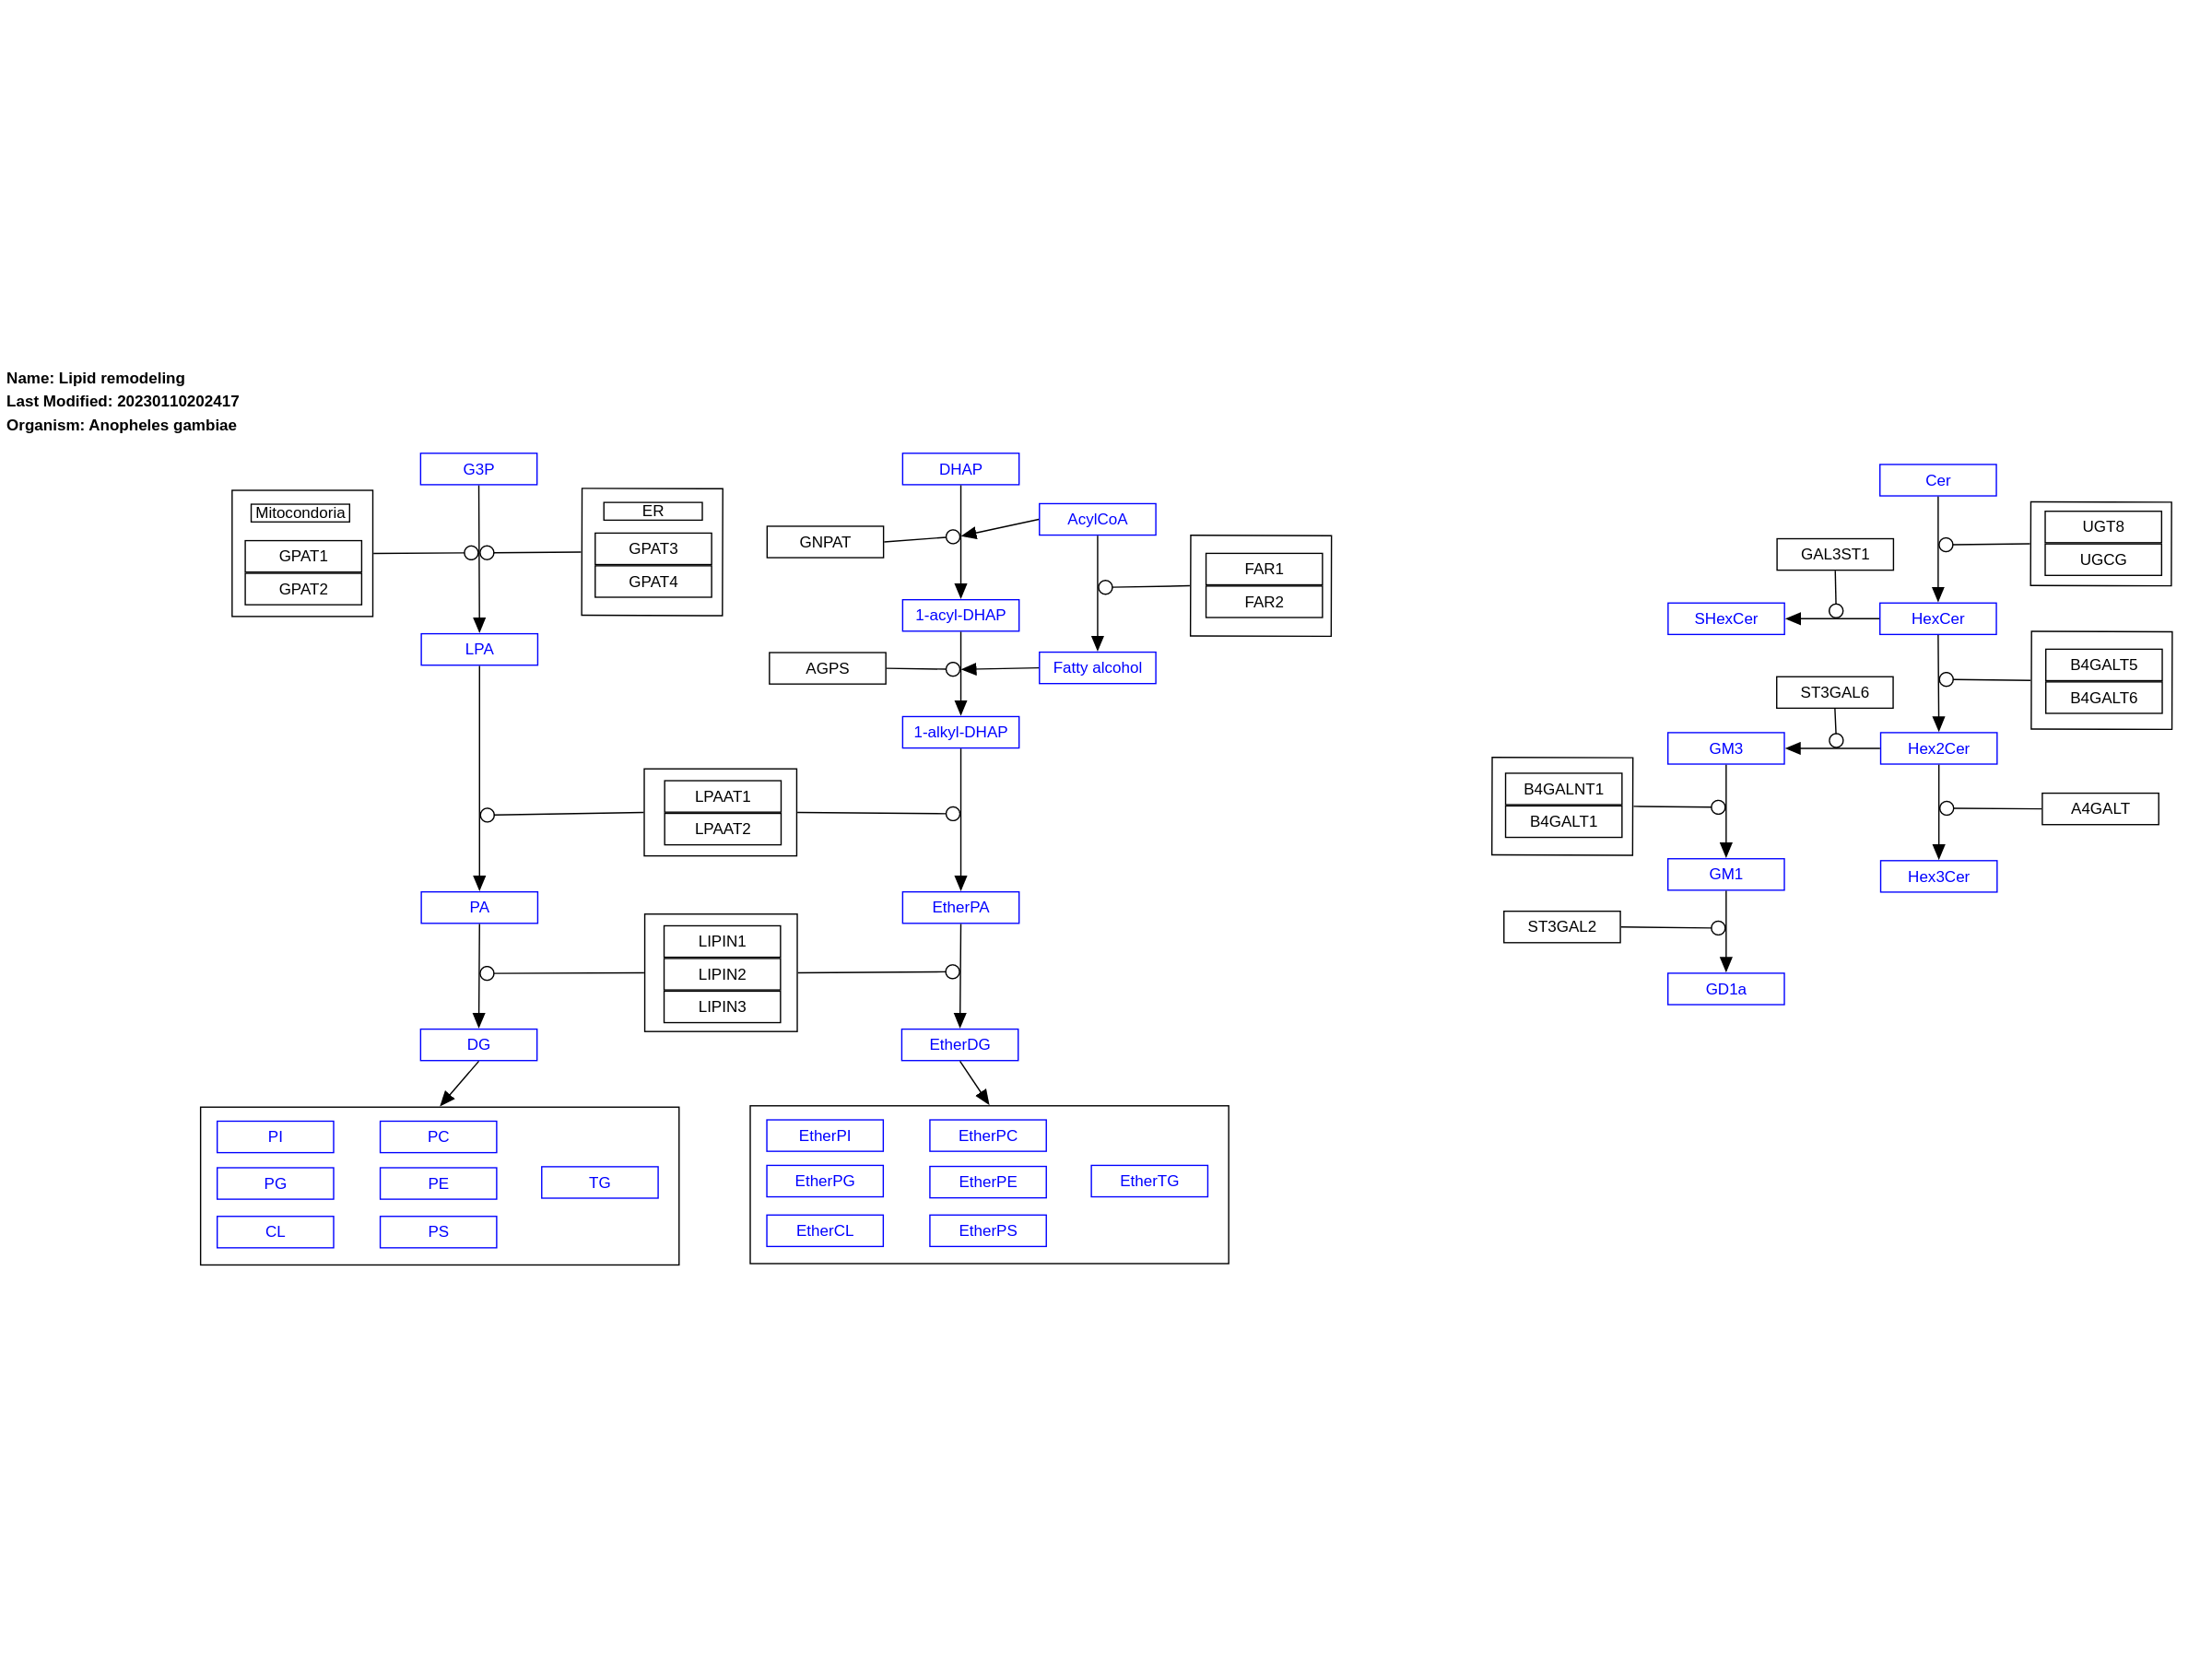 Name: Lipid remodeling
Last Modified: 20230110202417
Organism: Anopheles gambiae
G3P
Mitocondoria
GPAT1
GPAT2
ER
GPAT3
GPAT4
LPA
DHAP
AcylCoA
GNPAT
FAR1
FAR2
1-acyl-DHAP
AGPS
Fatty alcohol
1-alkyl-DHAP
LPAAT1
LPAAT2
PA
EtherPA
LIPIN1
LIPIN2
LIPIN3
DG
EtherDG
PI
PC
PG
PE
TG
CL
PS
EtherPI
EtherPC
EtherPG
EtherPE
EtherTG
EtherCL
EtherPS
Cer
UGT8
UGCG
GAL3ST1
SHexCer
HexCer
B4GALT5
B4GALT6
ST3GAL6
GM3
Hex2Cer
B4GALNT1
B4GALT1
A4GALT
GM1
Hex3Cer
ST3GAL2
GD1a